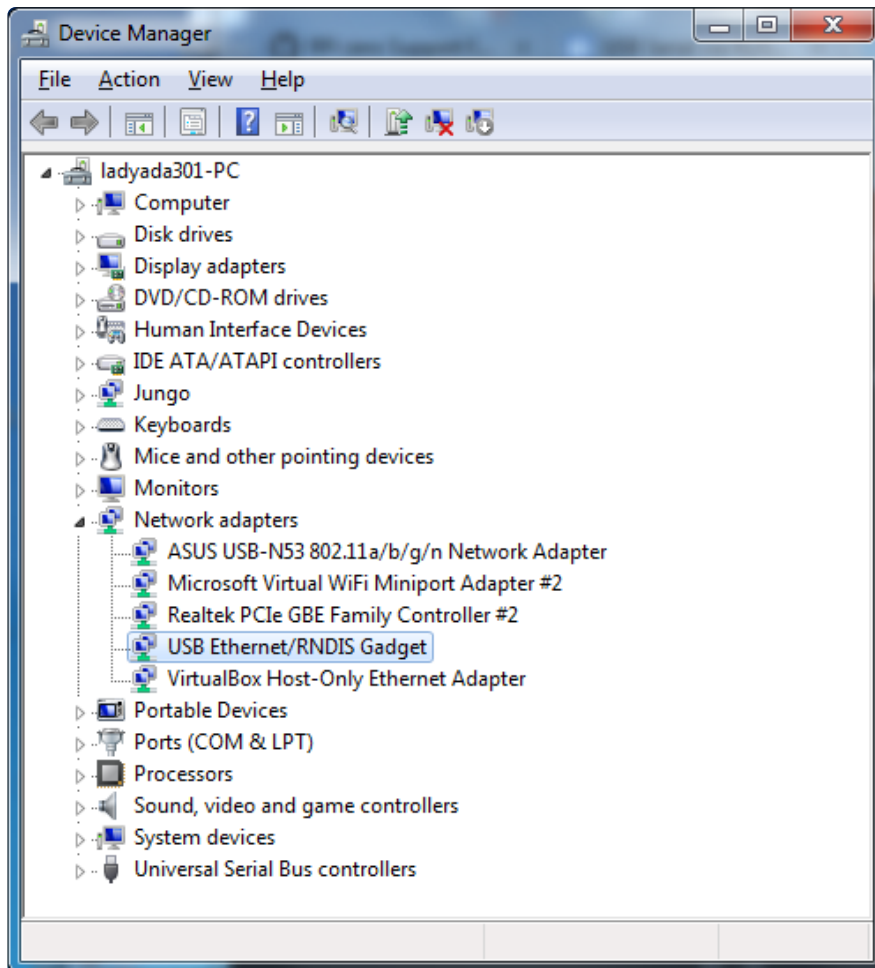 Device Manager
File Action View Help
ladyada301-PC
Computer
Disk drives
Display adapters
DVD/CD-ROM drives
Human Interface Devices
IDE ATA/ATAPI controllers
Jungo
Keyboards
Mice and other pointing devices
Monitors
Network adapters
ASUS USB-N53 802.11a/b/g/n Network Adapter
Microsoft Virtual WiFi Miniport Adapter #2
Realtek PCIe GBE Family Controller #2
USB Ethernet/RNDIS Gadget
VirtualBox Host-Only Ethernet Adapter
Portable Devices
Ports (COM & LPT)
Processors
Sound, video and game controllers
System devices
Universal Serial Bus controllers